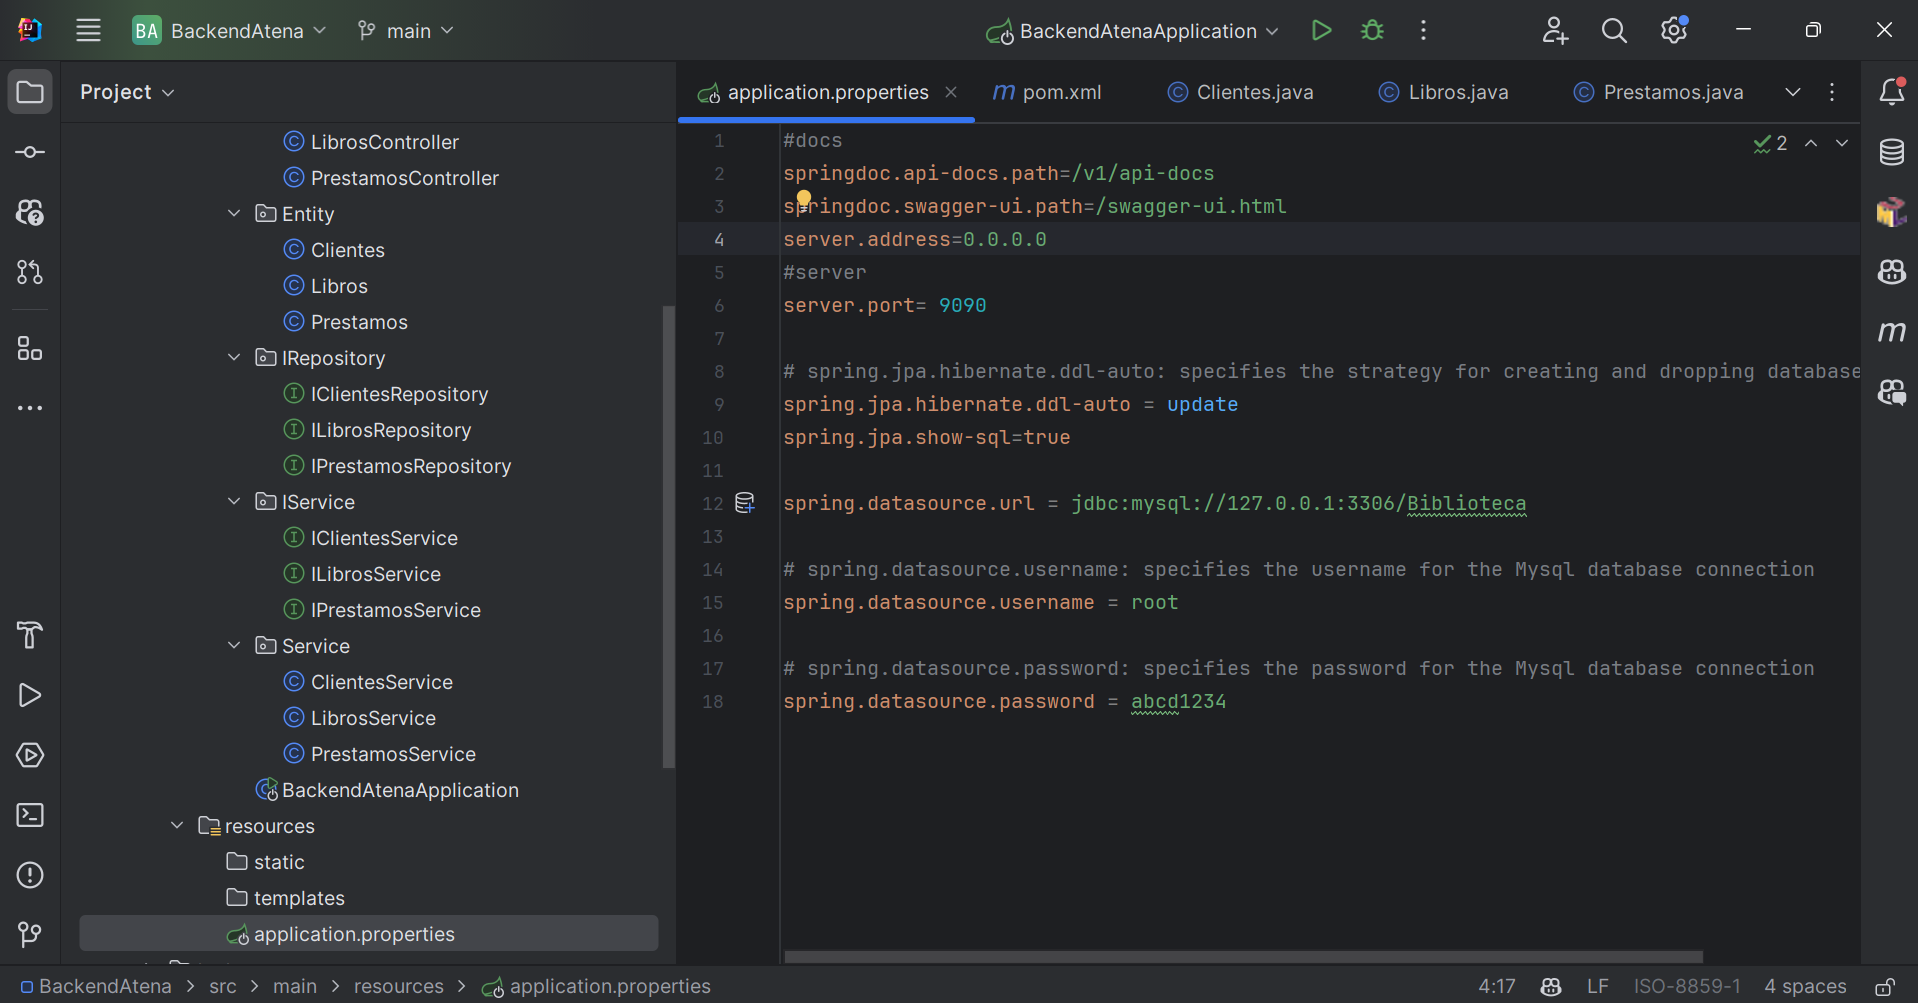 BA BackendAtena main BackendAtenaApplication
Project
application.properties pom.xml Clientes.java Libros.java Prestamos.java
LibrosController
PrestamosController
Entity
Clientes
Libros
Prestamos
IRepository
IClientesRepository
ILibrosRepository
IPrestamosRepository
IService
IClientesService
ILibrosService
IPrestamosService
Service
ClientesService
LibrosService
PrestamosService
BackendAtenaApplication
resources
static
templates
application.properties
2
1 #docs
2 springdoc.api-docs.path=/v1/api-docs
3 springdoc.swagger-ui.path=/swagger-ui.html
4 server.address=0.0.0.0
5 #server
6 server.port= 9090
7
8 # spring.jpa.hibernate.ddl-auto: specifies the strategy for creating and dropping database
9 spring.jpa.hibernate.ddl-auto = update
10 spring.jpa.show-sql=true
11
12 spring.datasource.url = jdbc:mysql://127.0.0.1:3306/Biblioteca
13
14 # spring.datasource.username: specifies the username for the Mysql database connection
15 spring.datasource.username = root
16
17 # spring.datasource.password: specifies the password for the Mysql database connection
18 spring.datasource.password = abcd1234
BackendAtena > src > main > resources > application.properties 4:17 LF ISO-8859-1 4 spaces